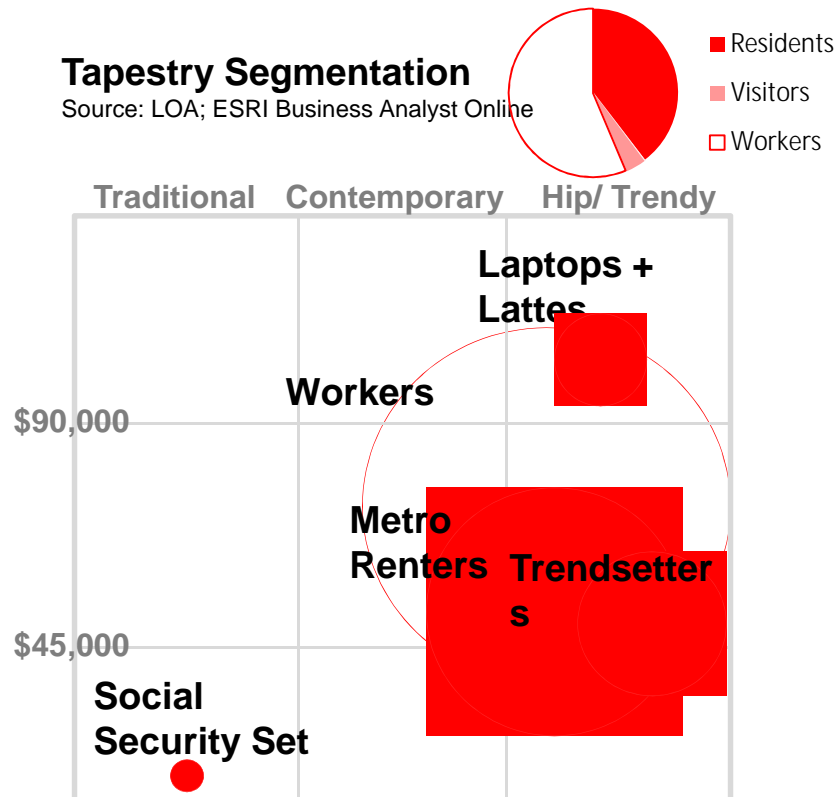 Tapestry Segmentation
Source: LOA; ESRI Business Analyst Online
Residents
Visitors
Workers
Traditional
Contemporary
Hip/ Trendy
Laptops +
Lattes
Workers
$90,000
Metro
Renters
Trendsetter
s
$45,000
Social
Security Set